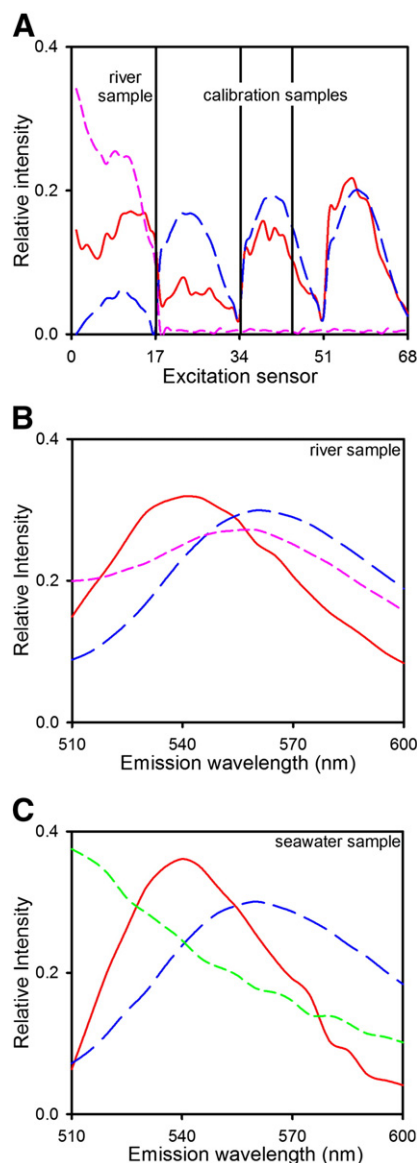 A
0.4
river
sample
calibration samples
Relative intensity
0.2
0.0
0 17 34 51 68
Excitation sensor
B
0.4
river sample
Relative Intensity
0.2
0.0
510 540 570 600
Emission wavelength (nm)
C
0.4
seawater sample
Relative Intensity
0.2
0.0
510 540 570 600
Emission wavelength (nm)